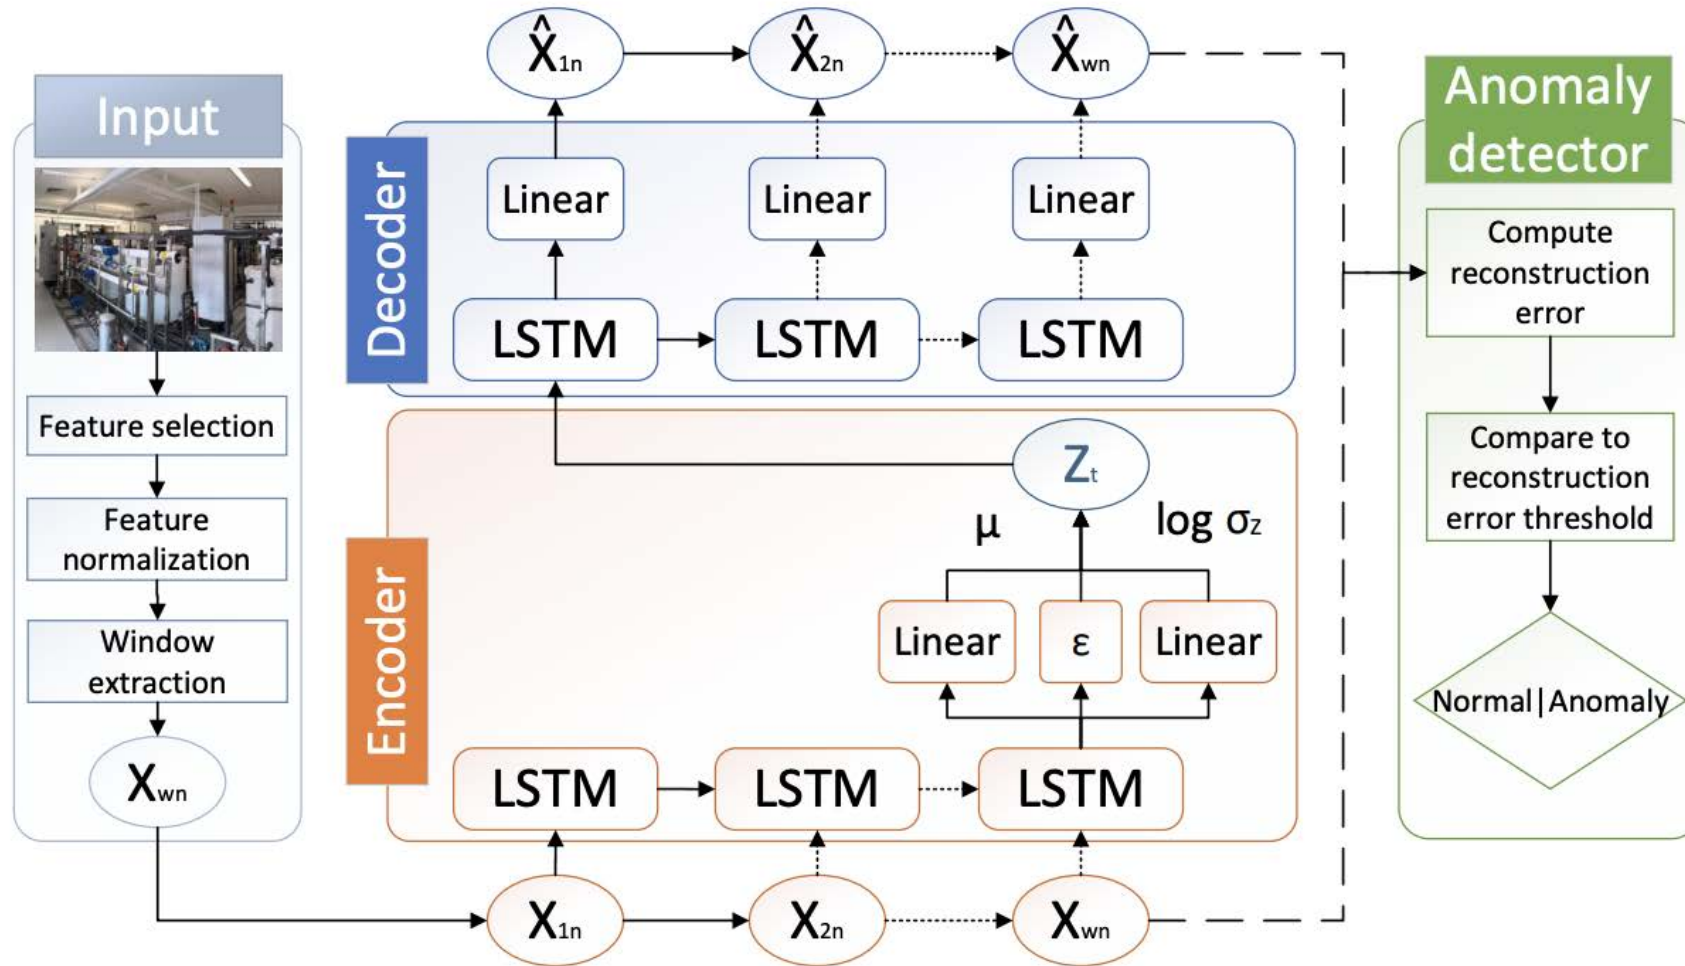 Input
Feature selection
Feature
normalization
Window
extraction
Xwn
Decoder
X̂1n
X̂2n
X̂wn
Linear
Linear
Linear
LSTM
LSTM
LSTM
Encoder
Zt
μ
log σZ
Linear
ε
Linear
LSTM
LSTM
LSTM
X1n
X2n
Xwn
Anomaly
detector
Compute
reconstruction
error
Compare to
reconstruction
error threshold
Normal|Anomaly